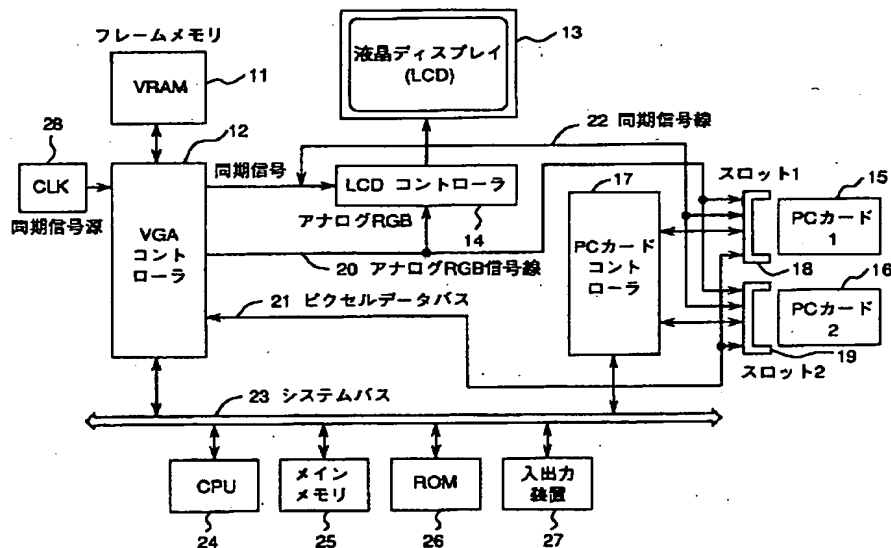 フレームメモリ
VRAM
11
液晶ディスプレイ
(LCD)
13
28
CLK
同期信号源
12
VGA
コント
ローラ
同期信号
22 同期信号線
LCD コントローラ
アナログRGB
14
20 アナログRGB信号線
21 ピクセルデータバス
17
PCカード
コント
ローラ
スロット1
15
PCカード
1
18
16
PCカード
2
19
スロット2
23 システムバス
CPU
24
メイン
メモリ
25
ROM
26
入出力
装置
27